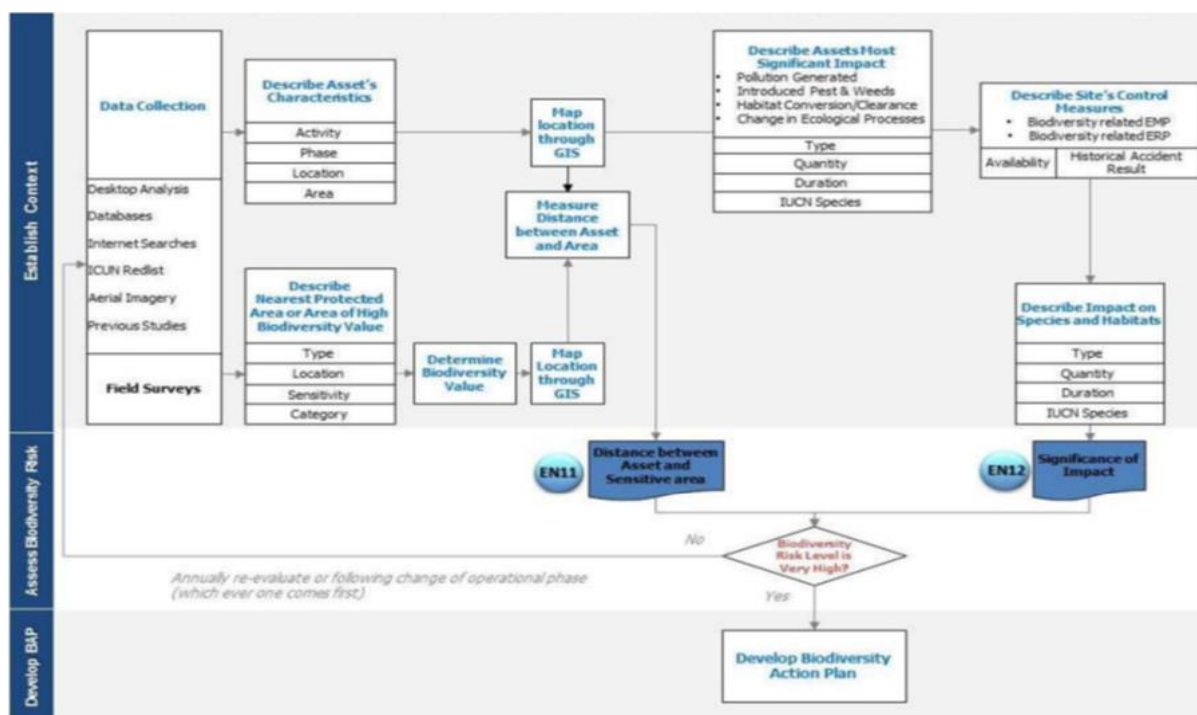 Establish Context
Data Collection
Desktop Analysis
Databases
Internet Searches
ICUN Redlist
Aerial Imagery
Previous Studies
Field Surveys
Describe Asset's
Characteristics
Activity
Phase
Location
Area
Describe
Nearest Protected
Area or Area of High
Biodiversity Value
Type
Location
Sensitivity
Category
Determine
Biodiversity
Value
Map
location
through
GIS
Measure
Distance
between Asset
and Area
Map
Location
through
GIS
Describe Assets Most
Significant Impact
• Pollution Generated
• Introduced Pest & Weeds
• Habitat Conversion/Clearance
• Change in Ecological Processes
Type
Quantity
Duration
IUCN Species
Describe Site's Control
Measures
• Biodiversity related EMP
• Biodiversity related ERP
Availability
Historical Accident
Result
Describe Impact on
Species and Habitats
Type
Quantity
Duration
IUCN Species
Assess Biodiversity Risk
EN11
Distance between
Asset and
Sensitive area
EN12
Significance of
Impact
Biodiversity
Risk Level is
Very High?
No
Annually re-evaluate or following change of operational phase
(which ever one comes first)
Yes
Develop BAP
Develop Biodiversity
Action Plan